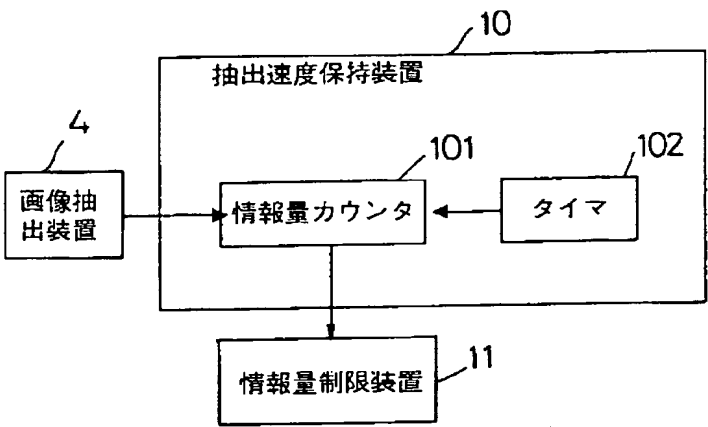 10
抽出速度保持装置
4
101
102
画像抽
出装置
情報量カウンタ
タイマ
11
情報量制限装置